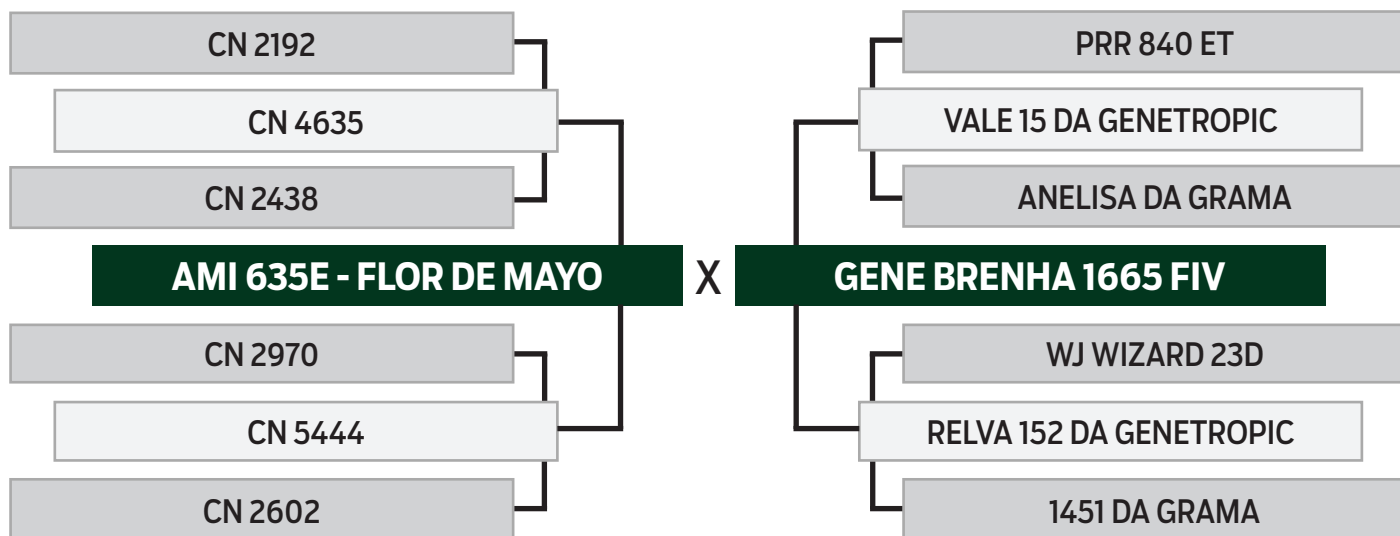 CN 2192
PRR 840 ET
CN 4635
VALE 15 DA GENETROPIC
CN 2438
ANELISA DA GRAMA
AMI 635E - FLOR DE MAYO X GENE BRENHA 1665 FIV
CN 2970
WJ WIZARD 23D
CN 5444
RELVA 152 DA GENETROPIC
CN 2602
1451 DA GRAMA